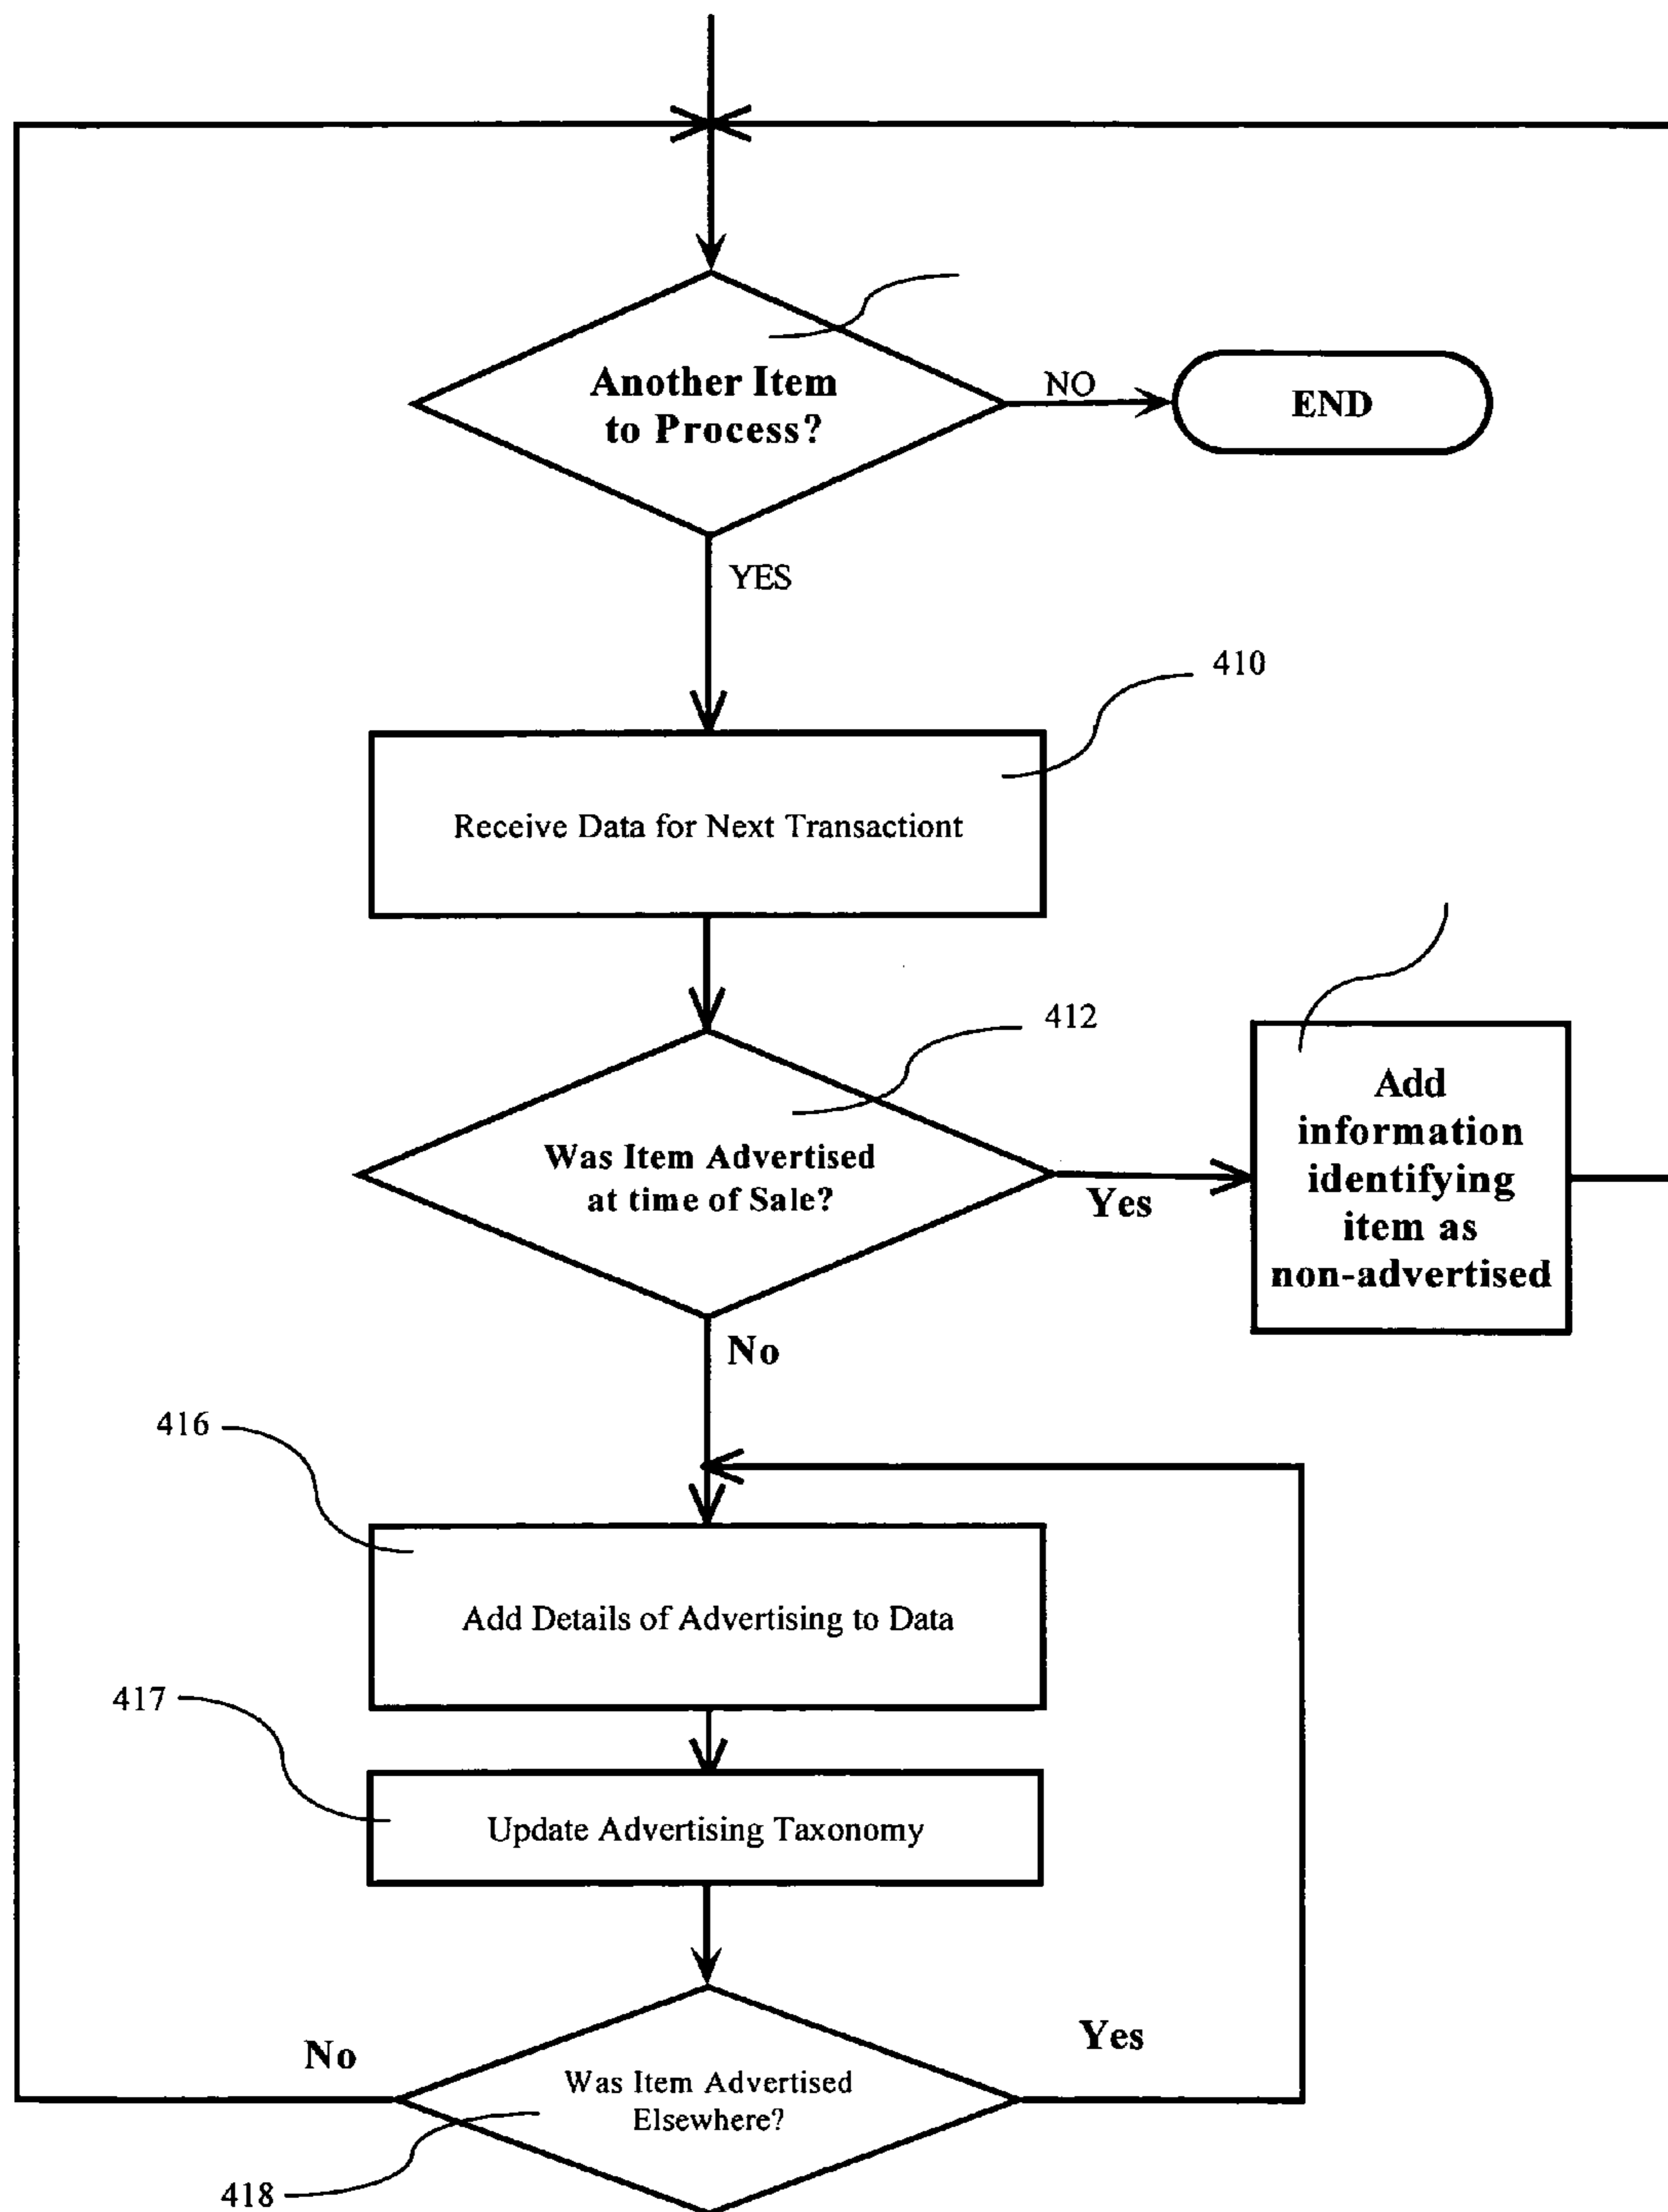 Another Item
to Process?
NO
END
YES
410
Receive Data for Next Transactiont
412
Was Item Advertised
at time of Sale?
Yes
Add
information
identifying
item as
non-advertised
No
416
Add Details of Advertising to Data
417
Update Advertising Taxonomy
No
Yes
Was Item Advertised
Elsewhere?
418